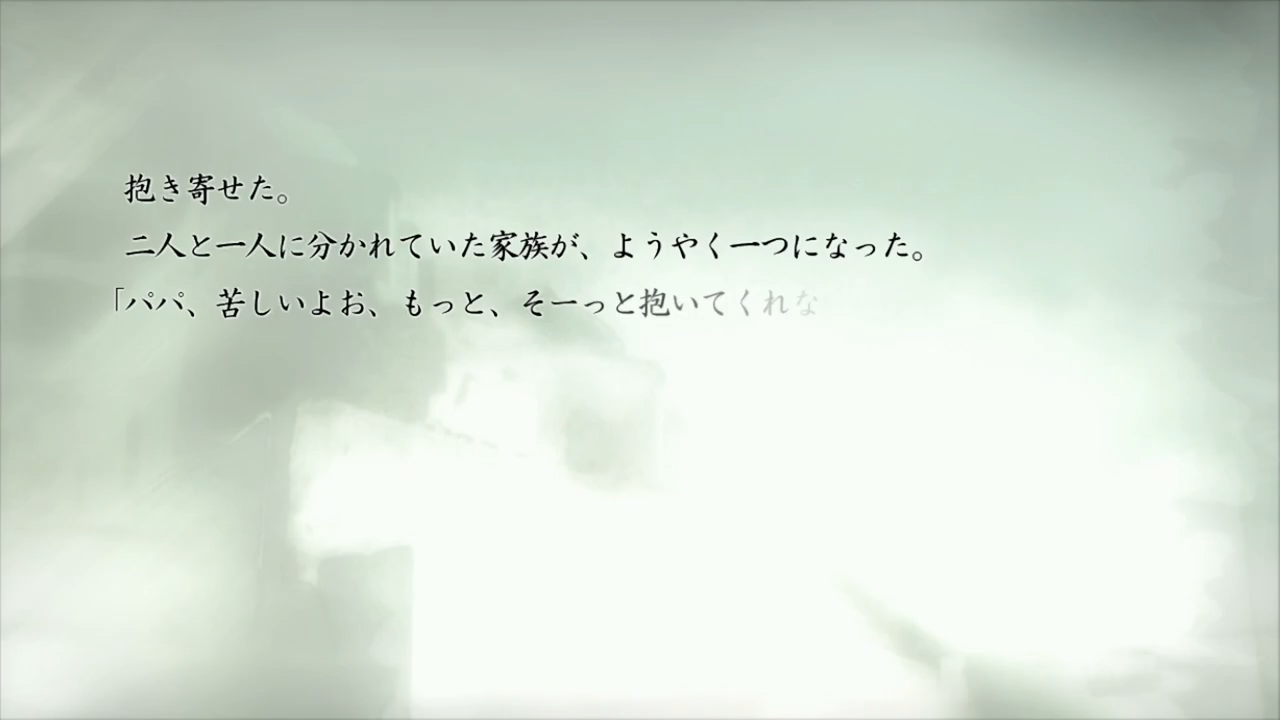 抱き寄せた。
二人と一人に分かれていた家族が、ようやく一つになった。
「パパ、苦しいよお、もっと、そーっと抱いてくれな